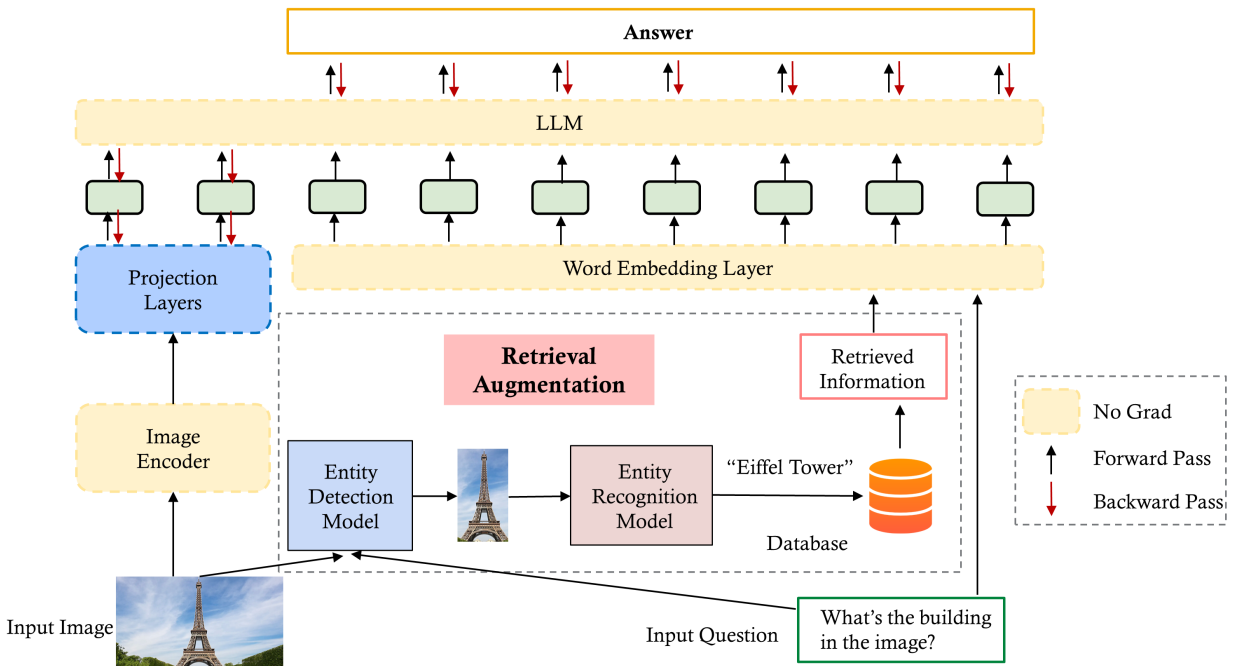 Answer
LLM
Word Embedding Layer
Projection
Layers
Retrieval
Augmentation
Retrieved
Information
No Grad
Forward Pass
Backward Pass
Image
Encoder
Entity
Detection
Model
Entity
Recognition
Model
“Eiffel Tower”
Database
Input Image
Input Question
What’s the building
in the image?